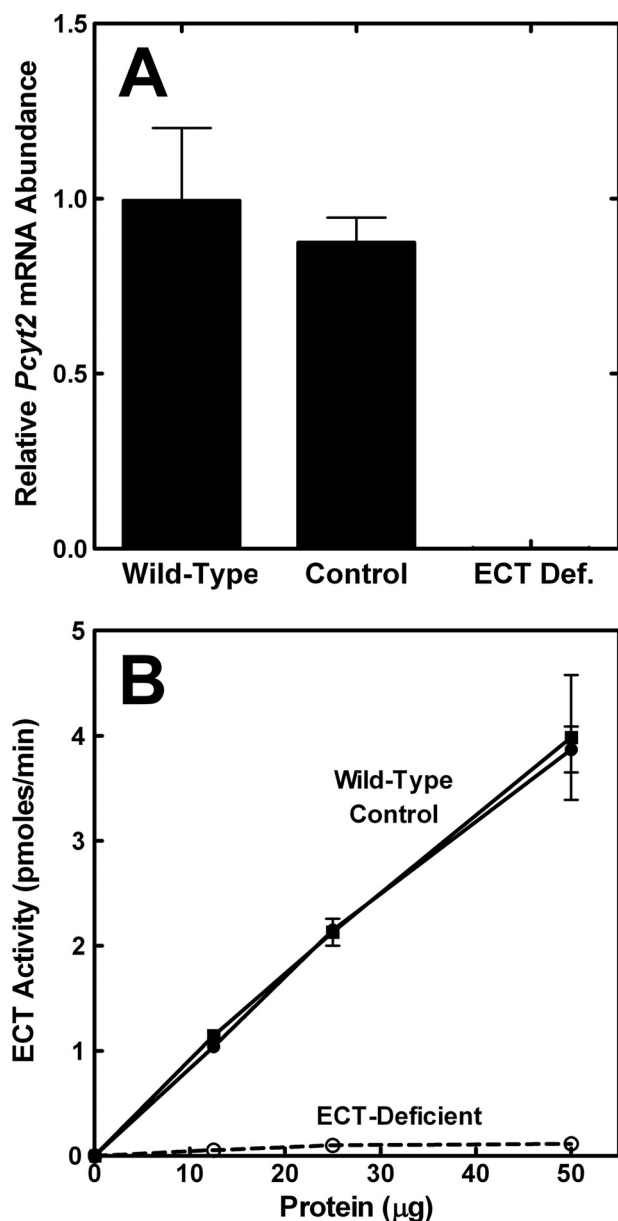 A
Relative Pcyt2 mRNA Abundance
1.5
1.0
0.5
0.0
Wild-Type Control ECT Def.
B
ECT Activity (pmoles/min)
5
4
3
2
1
0
Wild-Type
Control
ECT-Deficient
0 10 20 30 40 50
Protein (μg)